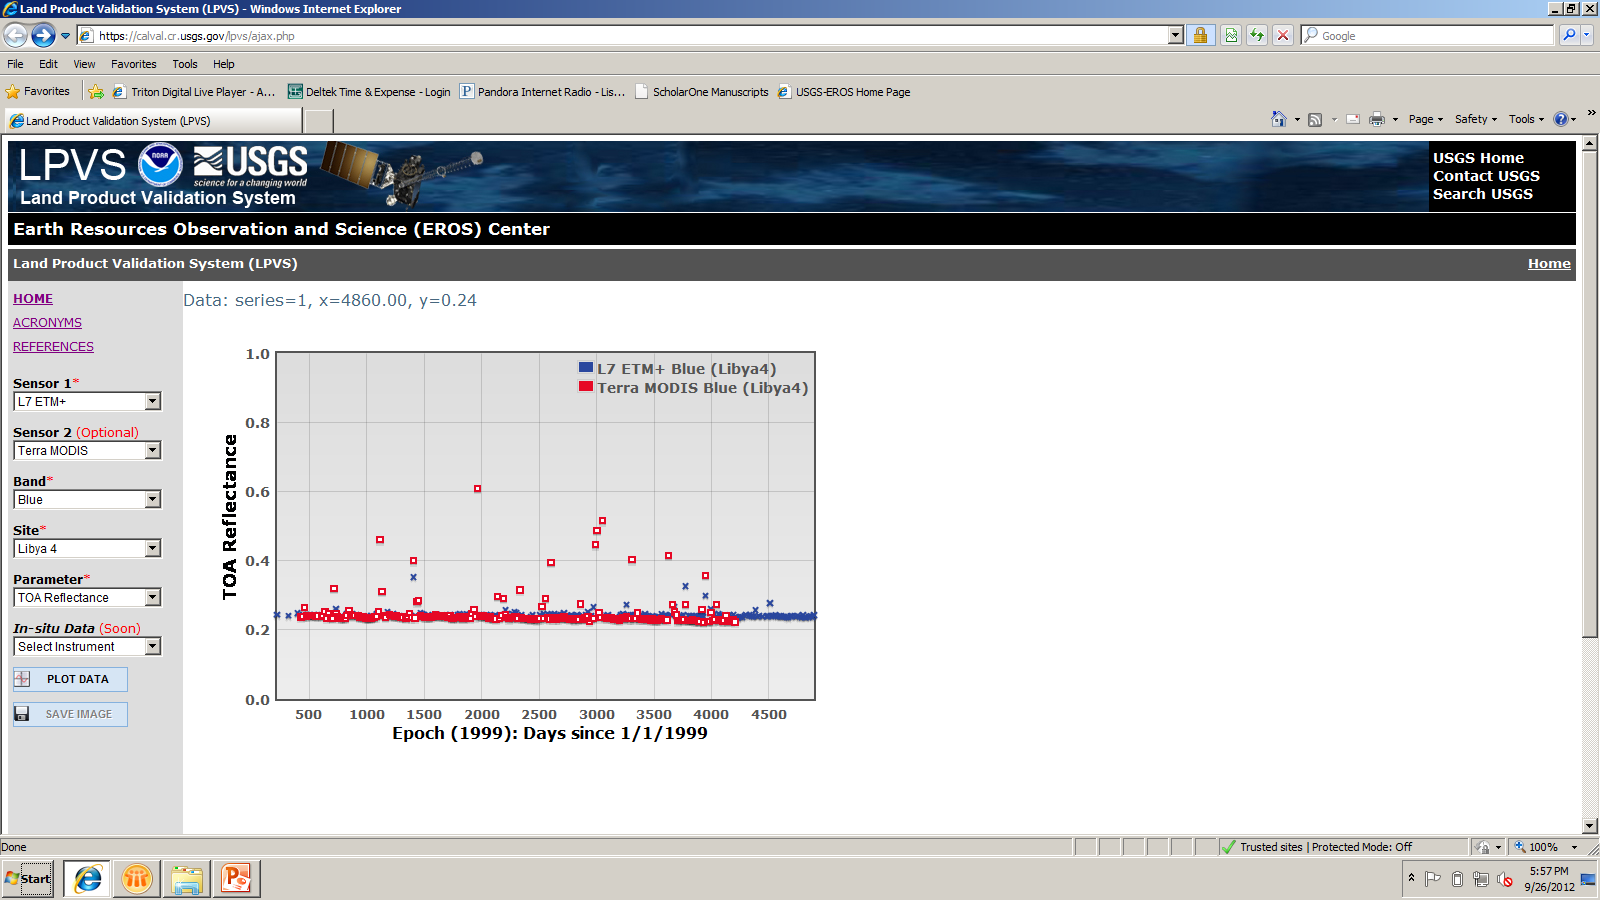 Land Product Validation System (LPVS) - Windows Internet Explorer
https://calval.cr.usgs.gov/lpvs/ajax.php
Google
File Edit View Favorites Tools Help
Favorites Triton Digital Live Player - A... Deltek Time & Expense - Login Pandora Internet Radio - Lis... ScholarOne Manuscripts USGS-EROS Home Page
Land Product Validation System (LPVS)
Page Safety Tools »
LPVS NOAA USGS
science for a changing world
Land Product Validation System
USGS Home
Contact USGS
Search USGS
Earth Resources Observation and Science (EROS) Center
Land Product Validation System (LPVS) Home
HOME
ACRONYMS
REFERENCES
Sensor 1*
L7 ETM+
Sensor 2 (Optional)
Terra MODIS
Band*
Blue
Site*
Libya 4
Parameter*
TOA Reflectance
In-situ Data (Soon)
Select Instrument
PLOT DATA
SAVE IMAGE
Data: series=1, x=4860.00, y=0.24
L7 ETM+ Blue (Libya4)
Terra MODIS Blue (Libya4)
TOA Reflectance
1.0
0.8
0.6
0.4
0.2
0.0
500 1000 1500 2000 2500 3000 3500 4000 4500
Epoch (1999): Days since 1/1/1999
Done
Trusted sites | Protected Mode: Off
100%
Start
5:57 PM
9/26/2012